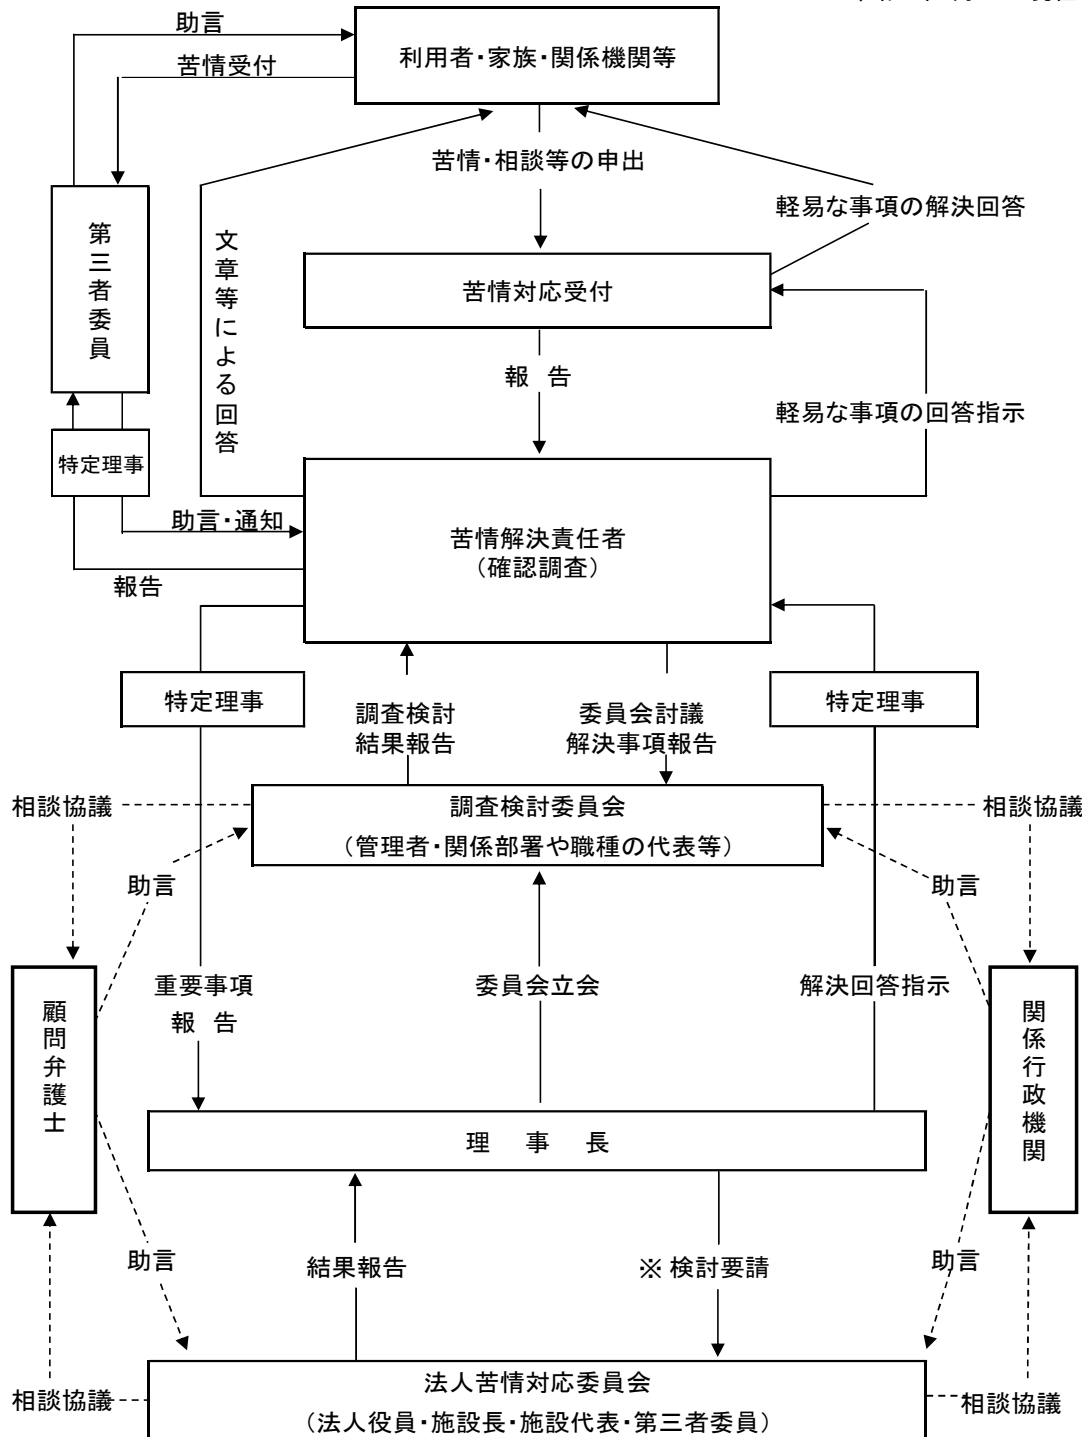 助言
利用者・家族・関係機関等
苦情受付
苦情・相談等の申出
軽易な事項の解決回答
第三者委員
文章等による回答
苦情対応受付
報 告
軽易な事項の回答指示
特定理事
助言・通知
苦情解決責任者
(確認調査)
報告
特定理事
特定理事
調査検討
結果報告
委員会討議
解決事項報告
相談協議
調査検討委員会
(管理者・関係部署や職種の代表等)
相談協議
助言
助言
顧問弁護士
重要事項
報 告
委員会立会
解決回答指示
関係行政機関
理 事 長
助言
結果報告
※検討要請
助言
相談協議
法人苦情対応委員会
(法人役員・施設長・施設代表・第三者委員)
相談協議